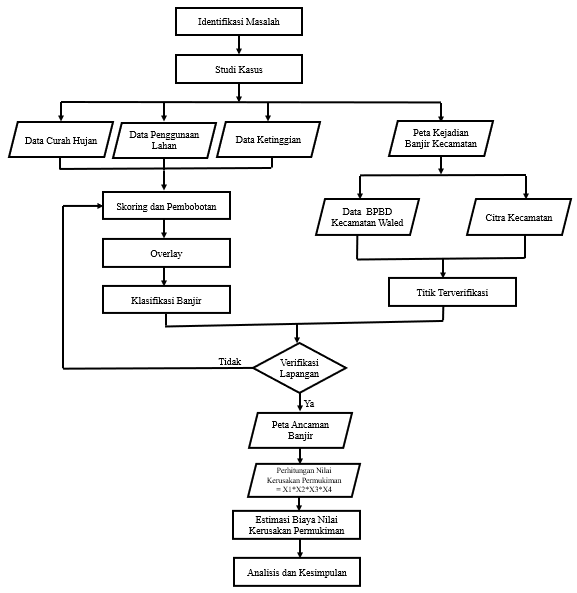 Identifikasi Masalah
Studi Kasus
Data Curah Hujan
Data Penggunaan
Lahan
Data Ketinggian
Peta Kejadian
Banjir Kecamatan
Skoring dan Pembobotan
Data BPBD
Kecamatan Waled
Citra Kecamatan
Overlay
Klasifikasi Banjir
Titik Terverifikasi
Tidak
Verifikasi
Lapangan
Ya
Peta Ancaman
Banjir
Perhitungan Nilai
Kerusakan Permukiman
= X1*X2*X3*X4
Estimasi Biaya Nilai
Kerusakan Permukiman
Analisis dan Kesimpulan